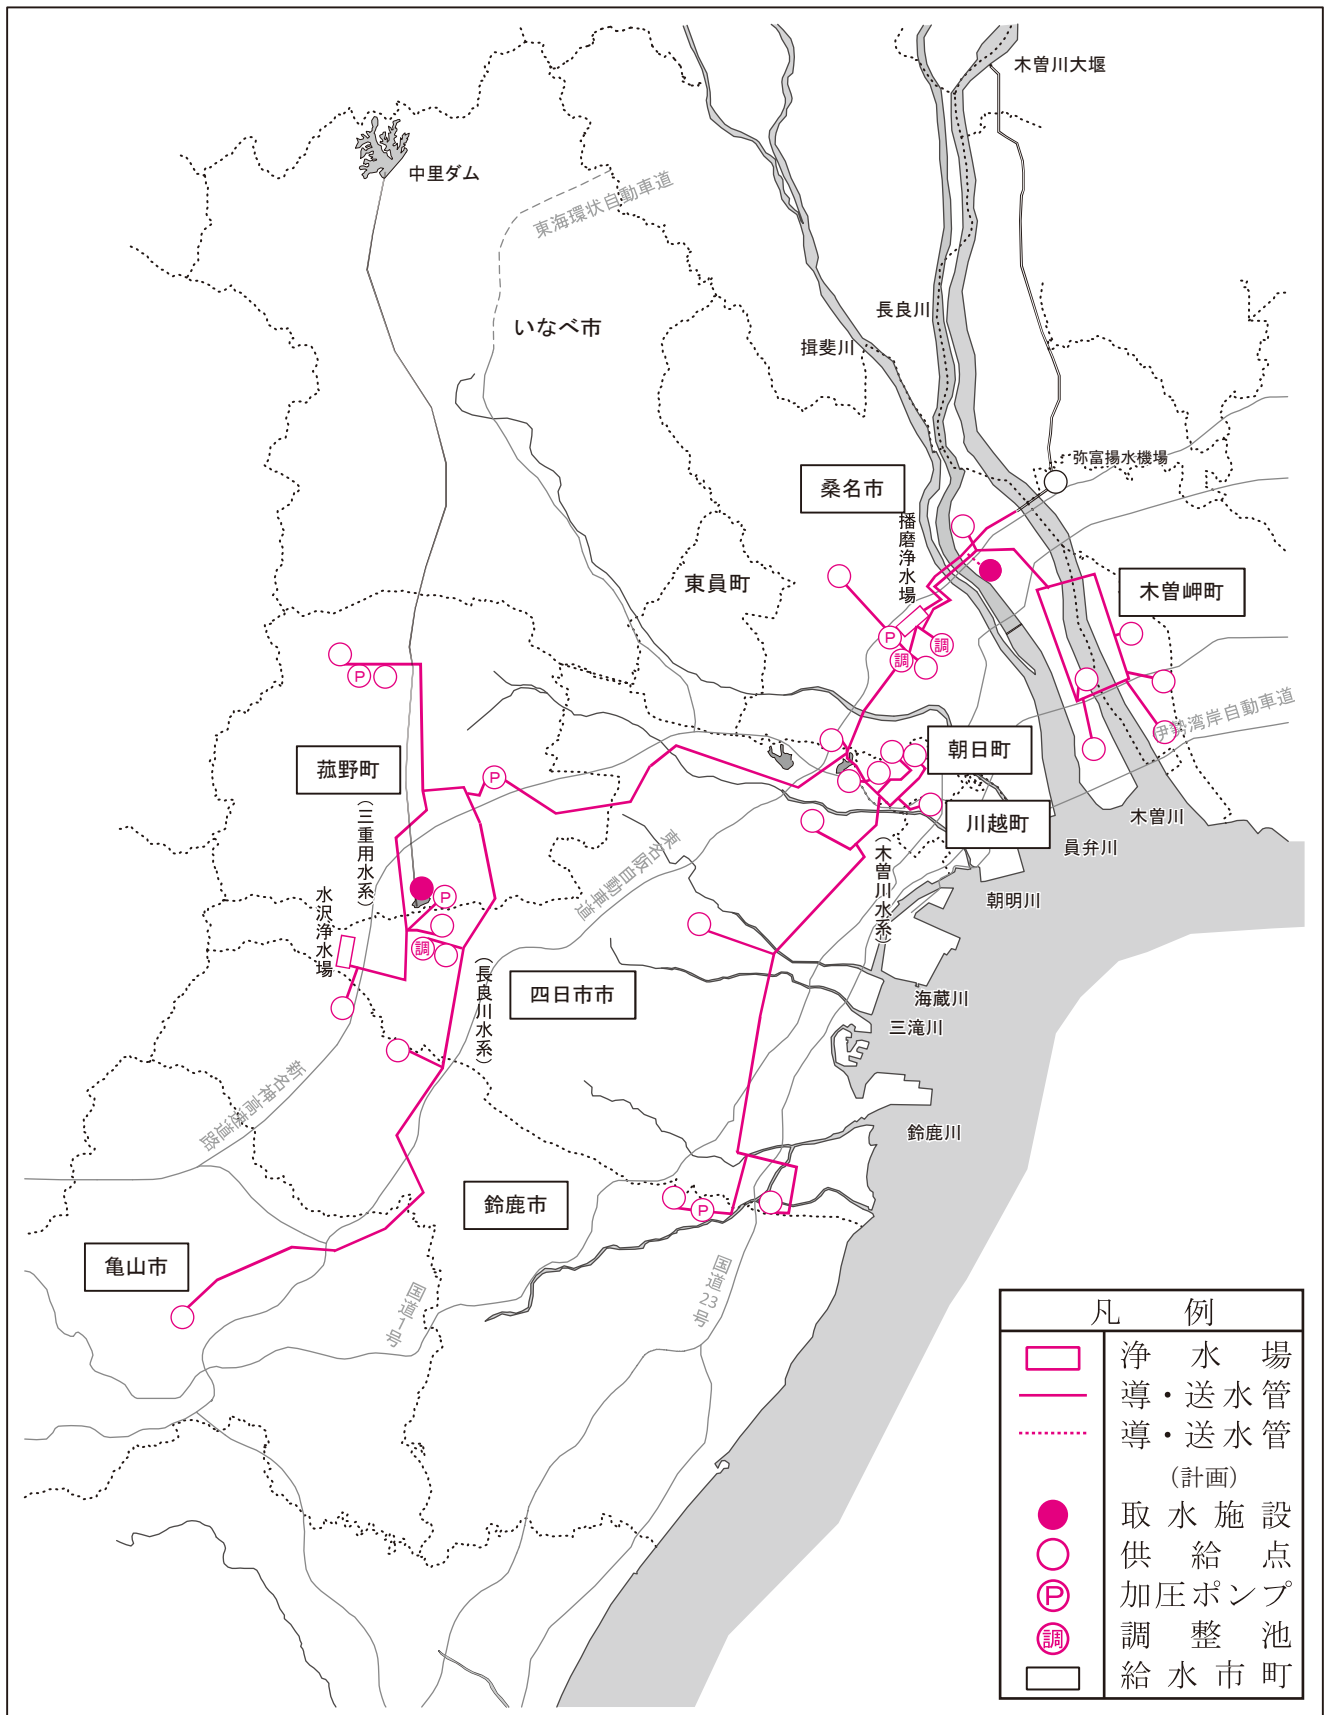 木曽川大堰
中里ダム
東海環状自動車道
いなべ市
長良川
揖斐川
弥富揚水機場
桑名市
播磨浄水場
東員町
木曽岬町
P
調
調
P
伊勢湾岸自動車道
朝日町
菰野町
P
川越町
木曽川
員弁川
(三重用水系)
東名阪自動車道
(木曽川水系)
朝明川
水沢浄水場
P
調
(長良川水系)
四日市市
海蔵川
三滝川
新名神高速道路
鈴鹿川
鈴鹿市
P
亀山市
国道1号
国道23号
凡例
浄水場
導・送水管
導・送水管
(計画)
取水施設
供給点
P 加圧ポンプ
調 調整池
給水市町